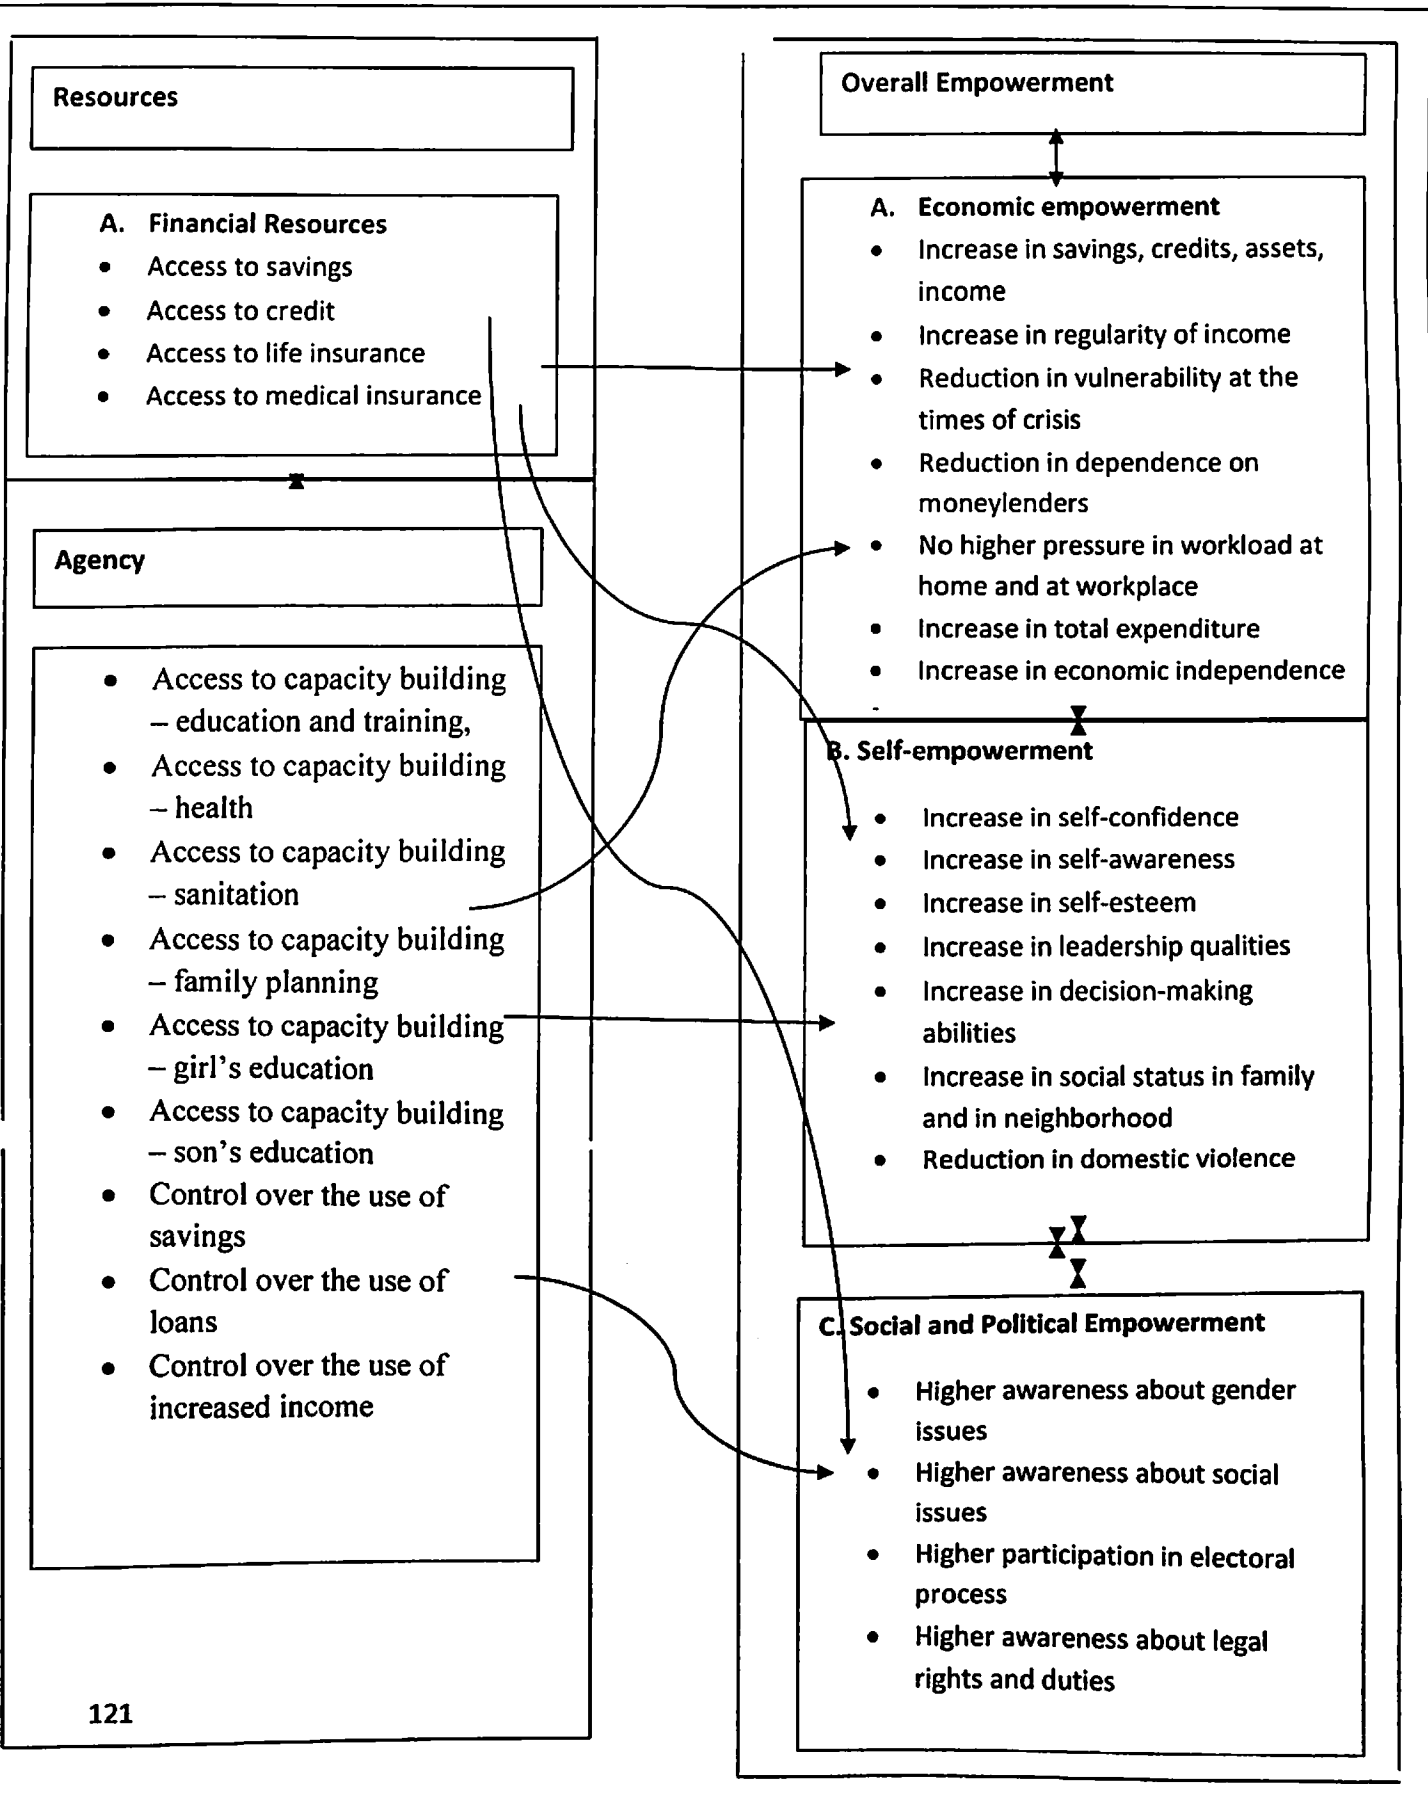 Resources
A. Financial Resources
• Access to savings
• Access to credit
• Access to life insurance
• Access to medical insurance
Agency
• Access to capacity building
– education and training,
• Access to capacity building
– health
• Access to capacity building
– sanitation
• Access to capacity building
– family planning
• Access to capacity building
– girl's education
• Access to capacity building
– son's education
• Control over the use of
savings
• Control over the use of
loans
• Control over the use of
increased income
121
Overall Empowerment
A. Economic empowerment
• Increase in savings, credits, assets,
income
• Increase in regularity of income
• Reduction in vulnerability at the
times of crisis
• Reduction in dependence on
moneylenders
• No higher pressure in workload at
home and at workplace
• Increase in total expenditure
• Increase in economic independence
B. Self-empowerment
• Increase in self-confidence
• Increase in self-awareness
• Increase in self-esteem
• Increase in leadership qualities
• Increase in decision-making
abilities
• Increase in social status in family
and in neighborhood
• Reduction in domestic violence
C. Social and Political Empowerment
• Higher awareness about gender
issues
• Higher awareness about social
issues
• Higher participation in electoral
process
• Higher awareness about legal
rights and duties